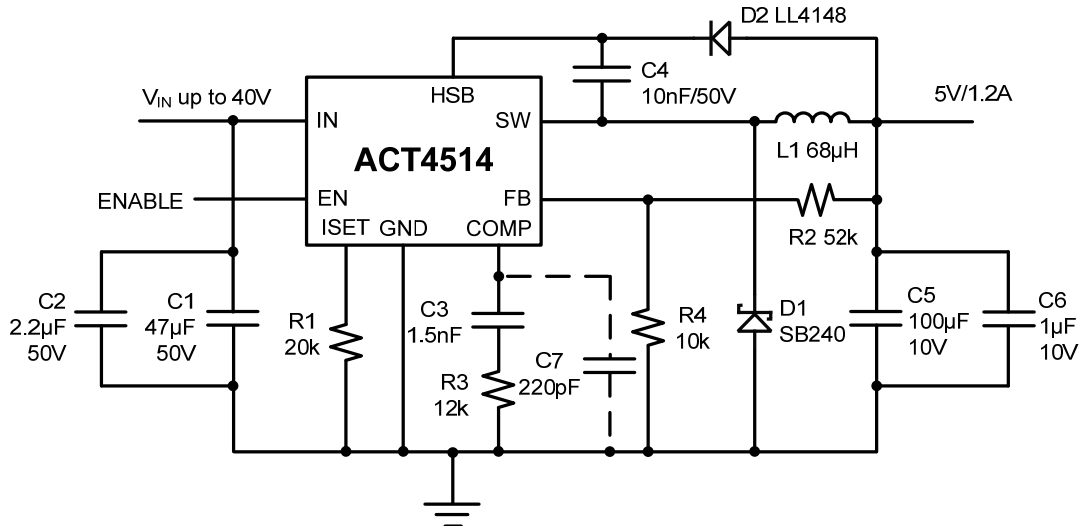 D2 LL4148
C4
10nF/50V
V_IN up to 40V
HSB
5V/1.2A
IN
SW
L1 68µH
ACT4514
ENABLE
EN
FB
ISET
GND
COMP
R2 52k
C2
2.2µF
50V
C1
47µF
50V
R1
20k
C3
1.5nF
R3
12k
C7
220pF
R4
10k
D1
SB240
C5
100µF
10V
C6
1µF
10V